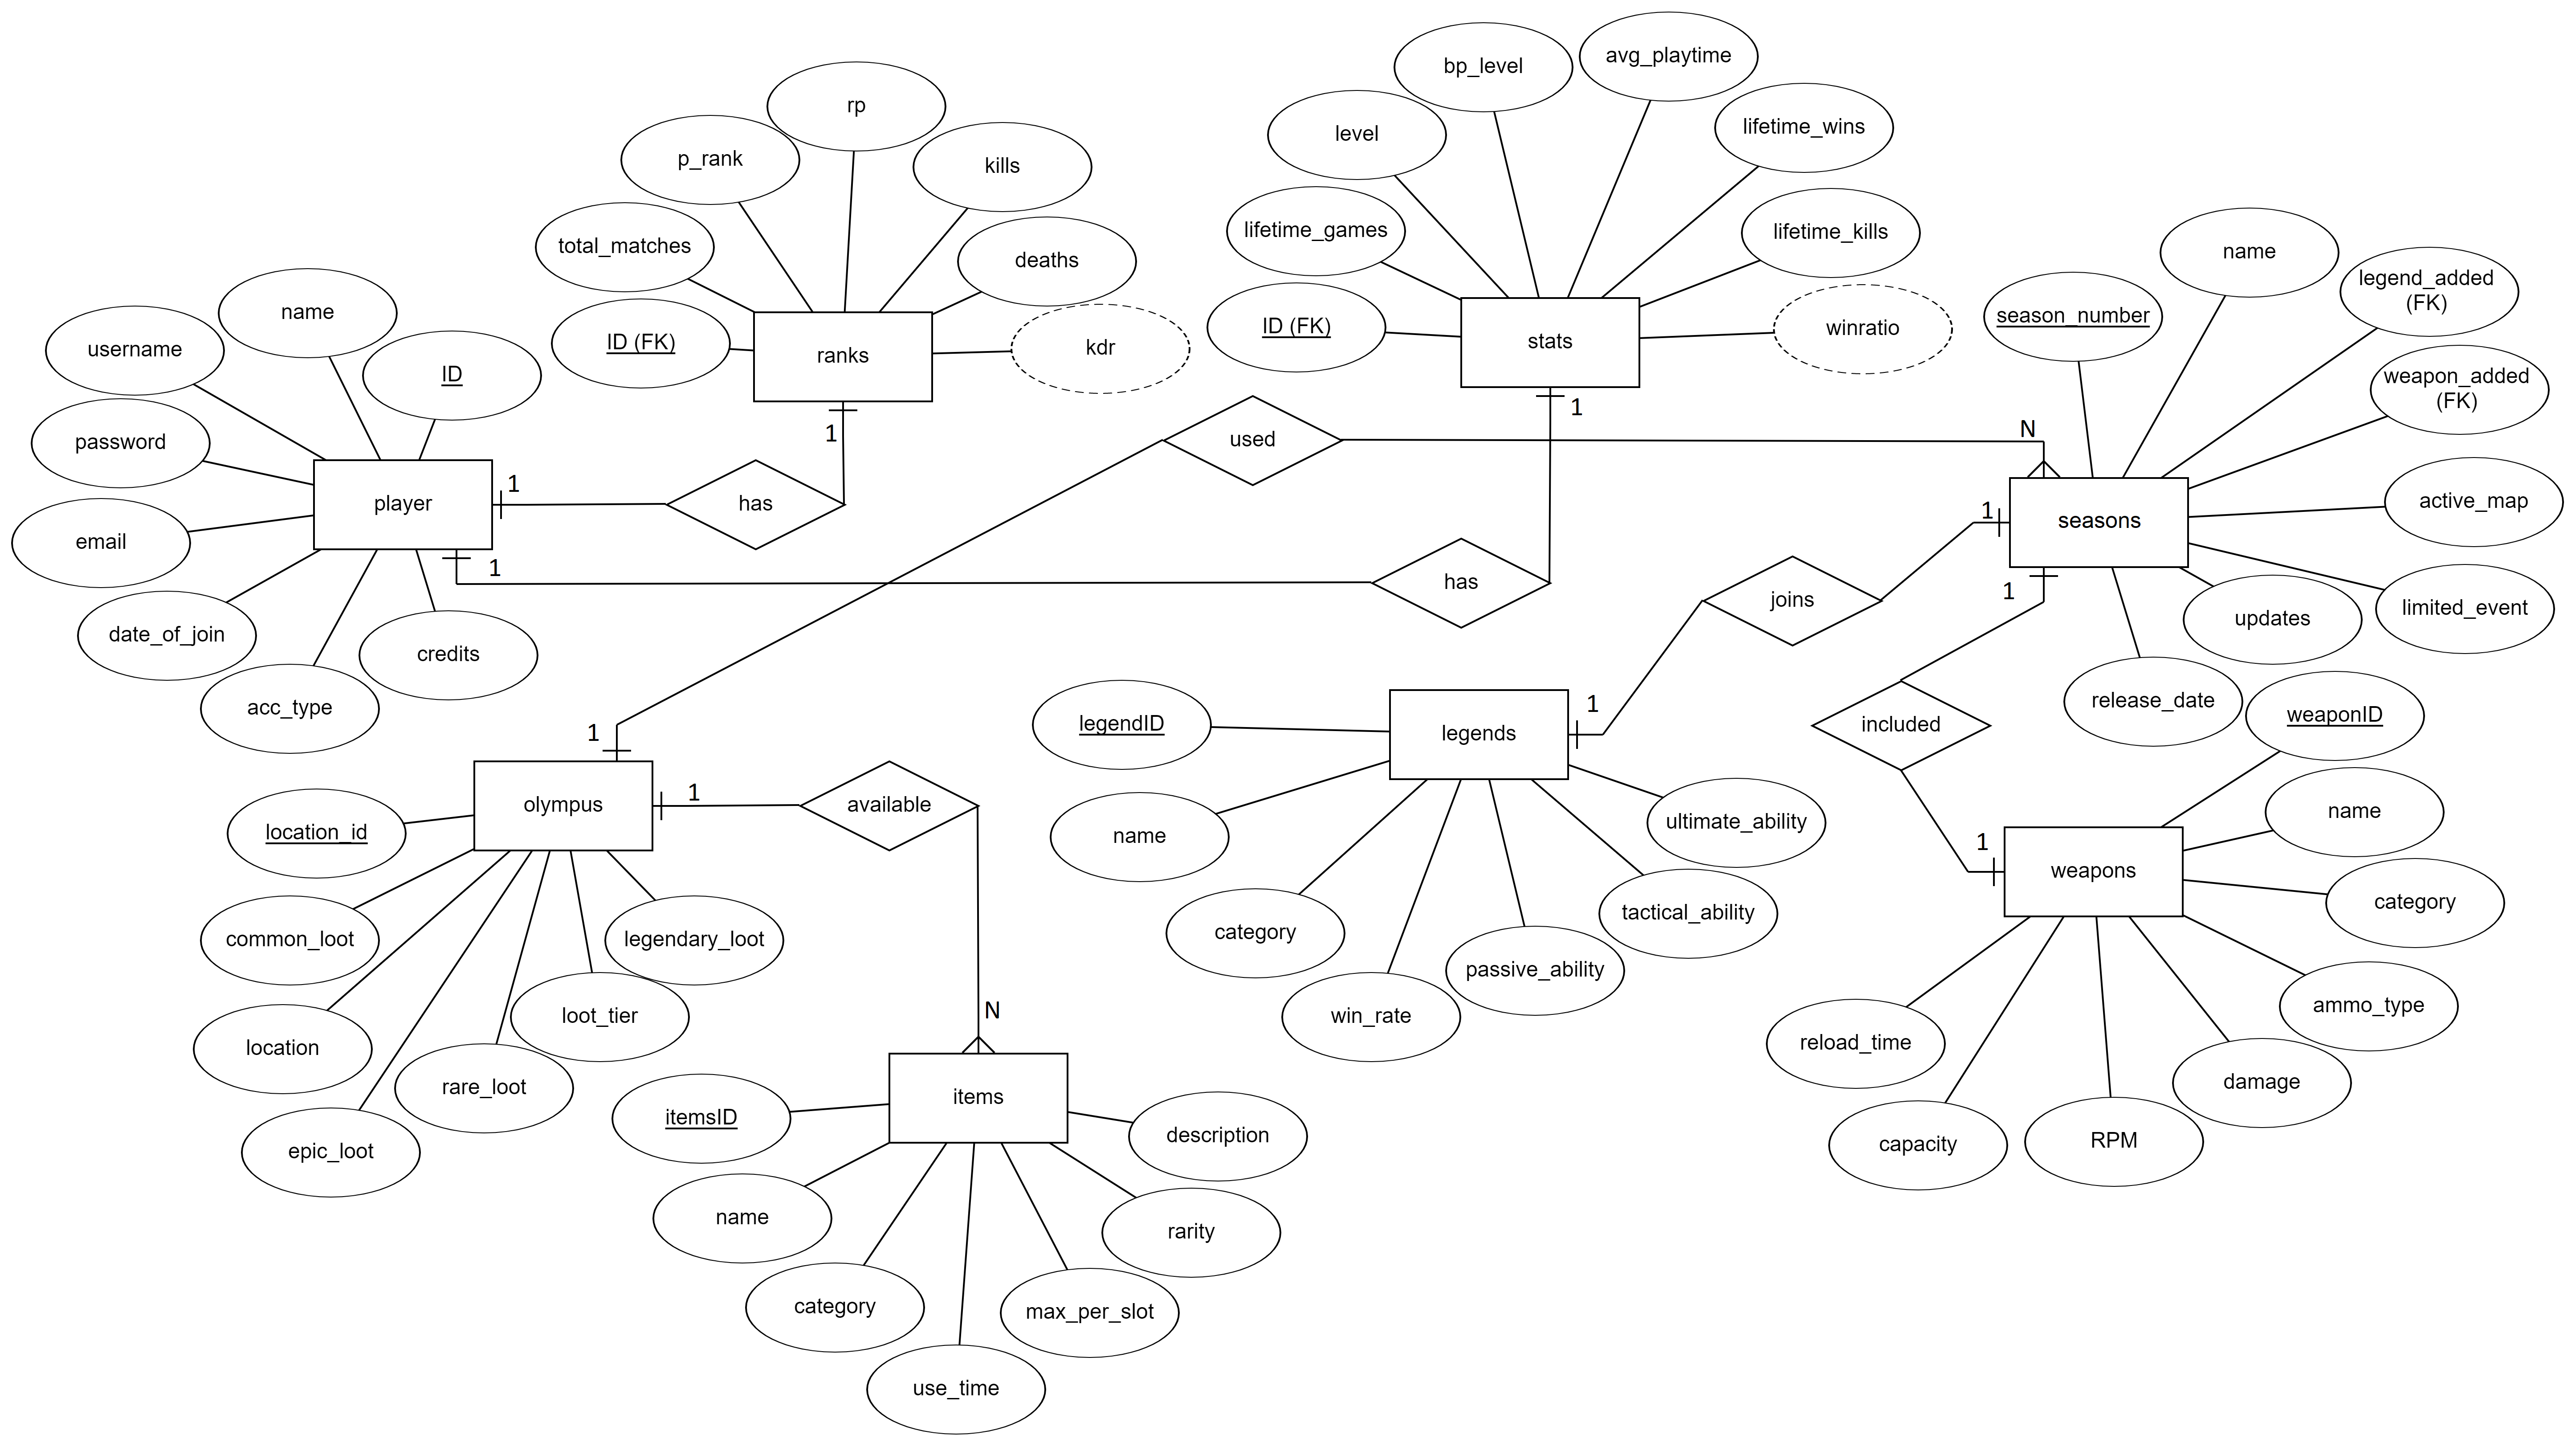 avg_playtime
bp_level
rp
lifetime_wins
level
p_rank
kills
lifetime_games
lifetime_kills
total_matches
deaths
name
legend_added
(FK)
season_number
name
ID (FK)
winratio
ID (FK)
kdr
ranks
stats
username
ID
weapon_added
(FK)
1
1
N
password
used
player
1
has
1
seasons
active_map
email
1
has
joins
1
limited_event
date_of_join
updates
credits
acc_type
1
legendID
legends
1
included
release_date
weaponID
olympus
1
available
location_id
name
ultimate_ability
1
name
weapons
category
common_loot
legendary_loot
category
tactical_ability
passive_ability
location
loot_tier
N
win_rate
ammo_type
reload_time
rare_loot
items
damage
epic_loot
itemsID
description
capacity
RPM
name
rarity
category
max_per_slot
use_time